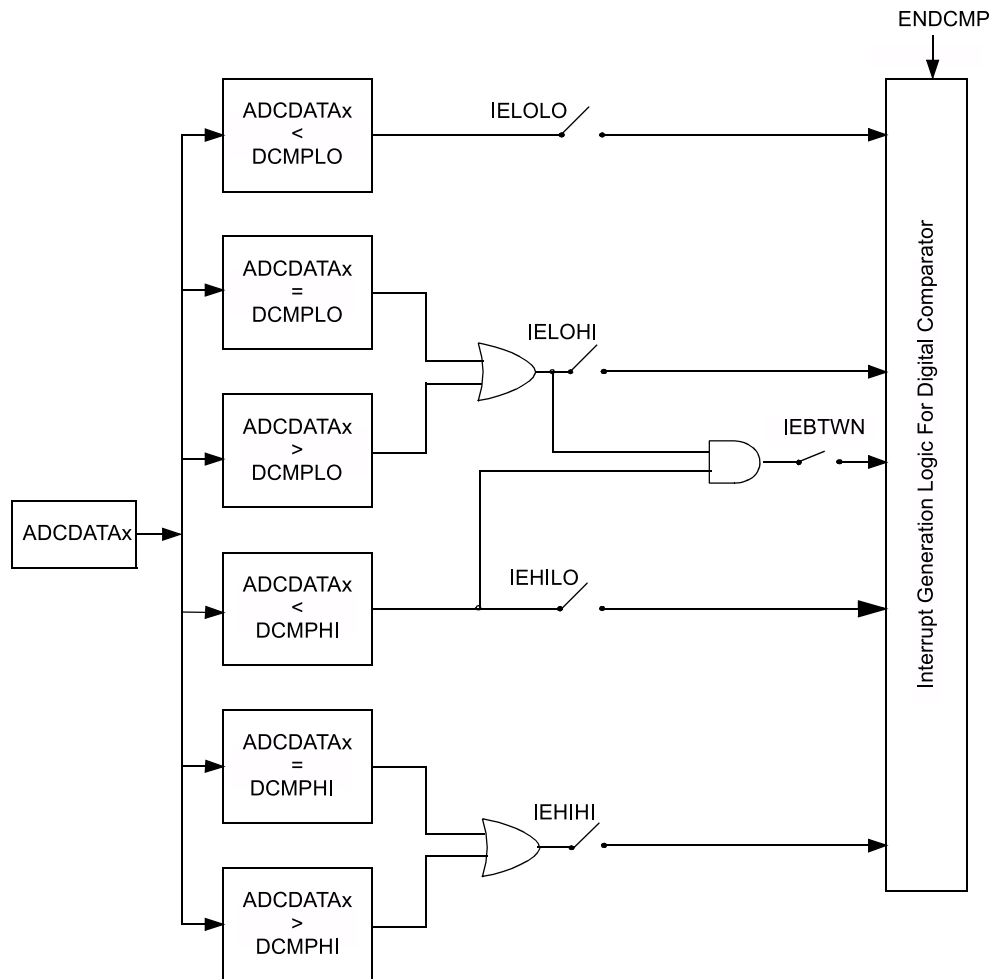 ENDCMP
ADCDATAx
<
DCMPLO
IELOLO
ADCDATAx
=
DCMPLO
IELOHI
ADCDATAx
>
DCMPLO
IEBTWN
ADCDATAx
ADCDATAx
<
DCMPHI
IEHILO
ADCDATAx
=
DCMPHI
IEHIHI
ADCDATAx
>
DCMPHI
Interrupt Generation Logic For Digital Comparator